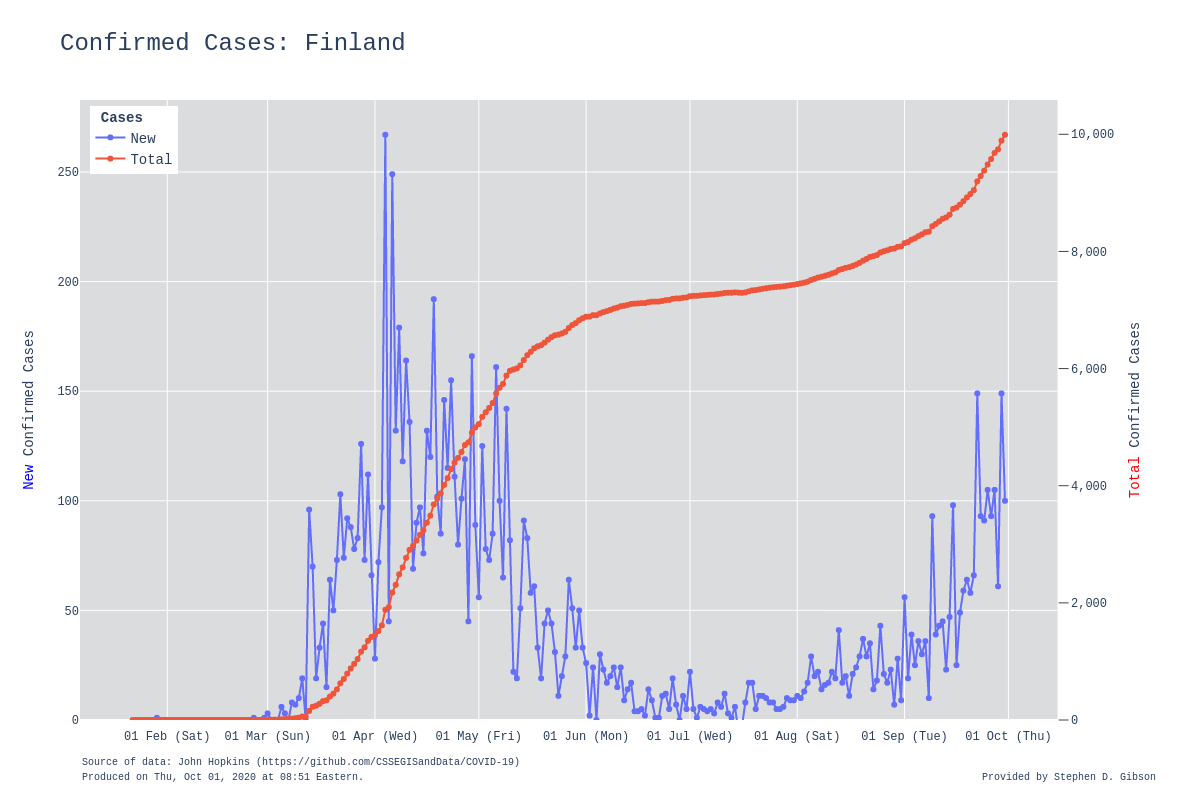 Confirmed Cases: Finland
Cases
New
Total
250
200
150
100
50
0
10,000
8,000
6,000
4,000
2,000
0
New Confirmed Cases
Total Confirmed Cases
01 Feb (Sat) 01 Mar (Sun) 01 Apr (Wed) 01 May (Fri) 01 Jun (Mon) 01 Jul (Wed) 01 Aug (Sat) 01 Sep (Tue) 01 Oct (Thu)
Source of data: John Hopkins (https://github.com/CSSEGISandData/COVID-19)
Produced on Thu, Oct 01, 2020 at 08:51 Eastern.
Provided by Stephen D. Gibson